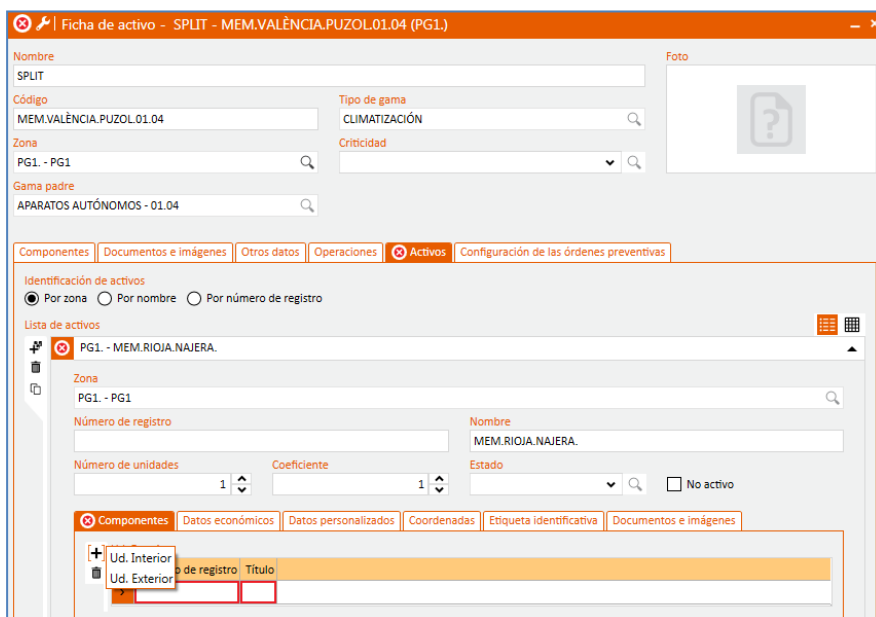 Ficha de activo - SPLIT - MEM.VALÈNCIA.PUZOL.01.04 (PG1.)
Nombre
Foto
SPLIT
Código
Tipo de gama
MEM.VALÈNCIA.PUZOL.01.04
CLIMATIZACIÓN
Zona
Criticidad
PG1. - PG1
Gama padre
APARATOS AUTÓNOMOS - 01.04
Componentes Documentos e imágenes Otros datos Operaciones Activos Configuración de las órdenes preventivas
Identificación de activos
Por zona Por nombre Por número de registro
Lista de activos
PG1. - MEM.RIOJA.NAJERA.
Zona
PG1. - PG1
Número de registro
Nombre
MEM.RIOJA.NAJERA.
Número de unidades
Coeficiente
Estado
1
1
No activo
Componentes Datos económicos Datos personalizados Coordenadas Etiqueta identificativa Documentos e imágenes
Ud. Interior
Ud. Exterior
de registro Título